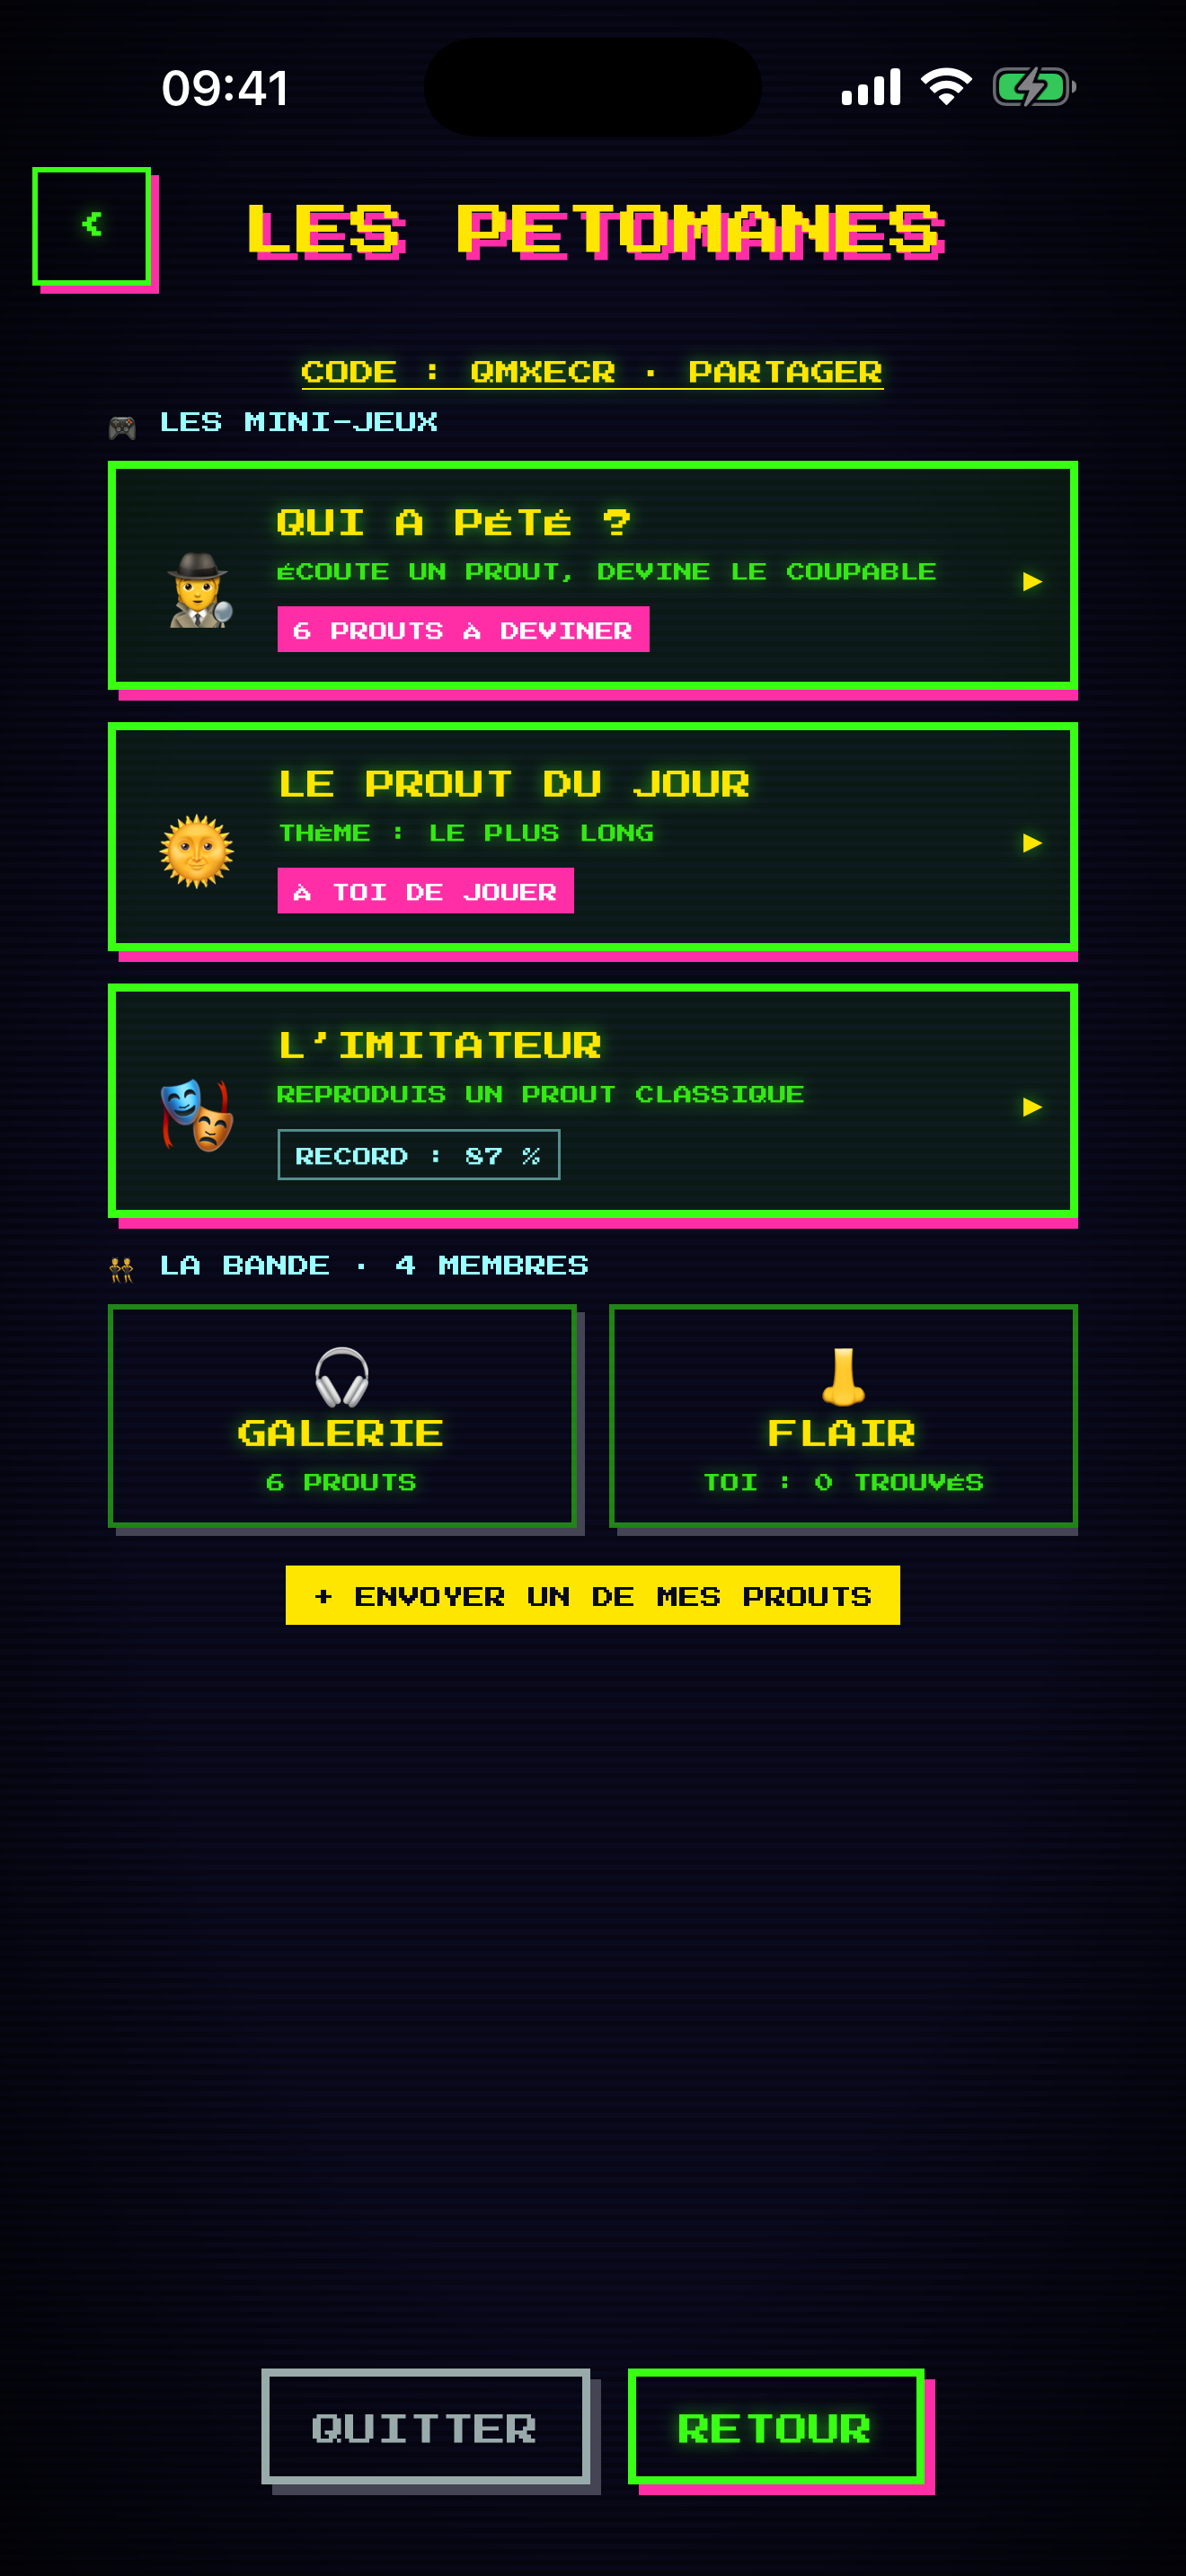 09:41
<
LES PETOMANES
CODE : QMXECR · PARTAGER
LES MINI-JEUX
QUI A PéTé ?
éCOUTE UN PROUT, DEVINE LE COUPABLE
6 PROUTS à DEVINER
LE PROUT DU JOUR
THèME : LE PLUS LONG
à TOI DE JOUER
L'IMITATEUR
REPRODUIS UN PROUT CLASSIQUE
RECORD : 87 %
LA BANDE · 4 MEMBRES
GALERIE
6 PROUTS
FLAIR
TOI : 0 TROUVéS
+ ENVOYER UN DE MES PROUTS
QUITTER
RETOUR